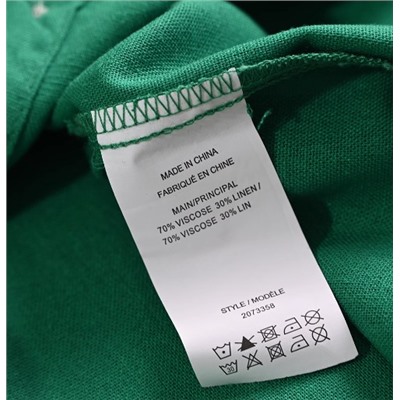 MADE IN CHINA
FABRIQUÉ EN CHINE
MAIN/PRINCIPAL
70% VISCOSE 30% LINEN /
70% VISCOSE 30% LIN
STYLE / MODÈLE
2073358